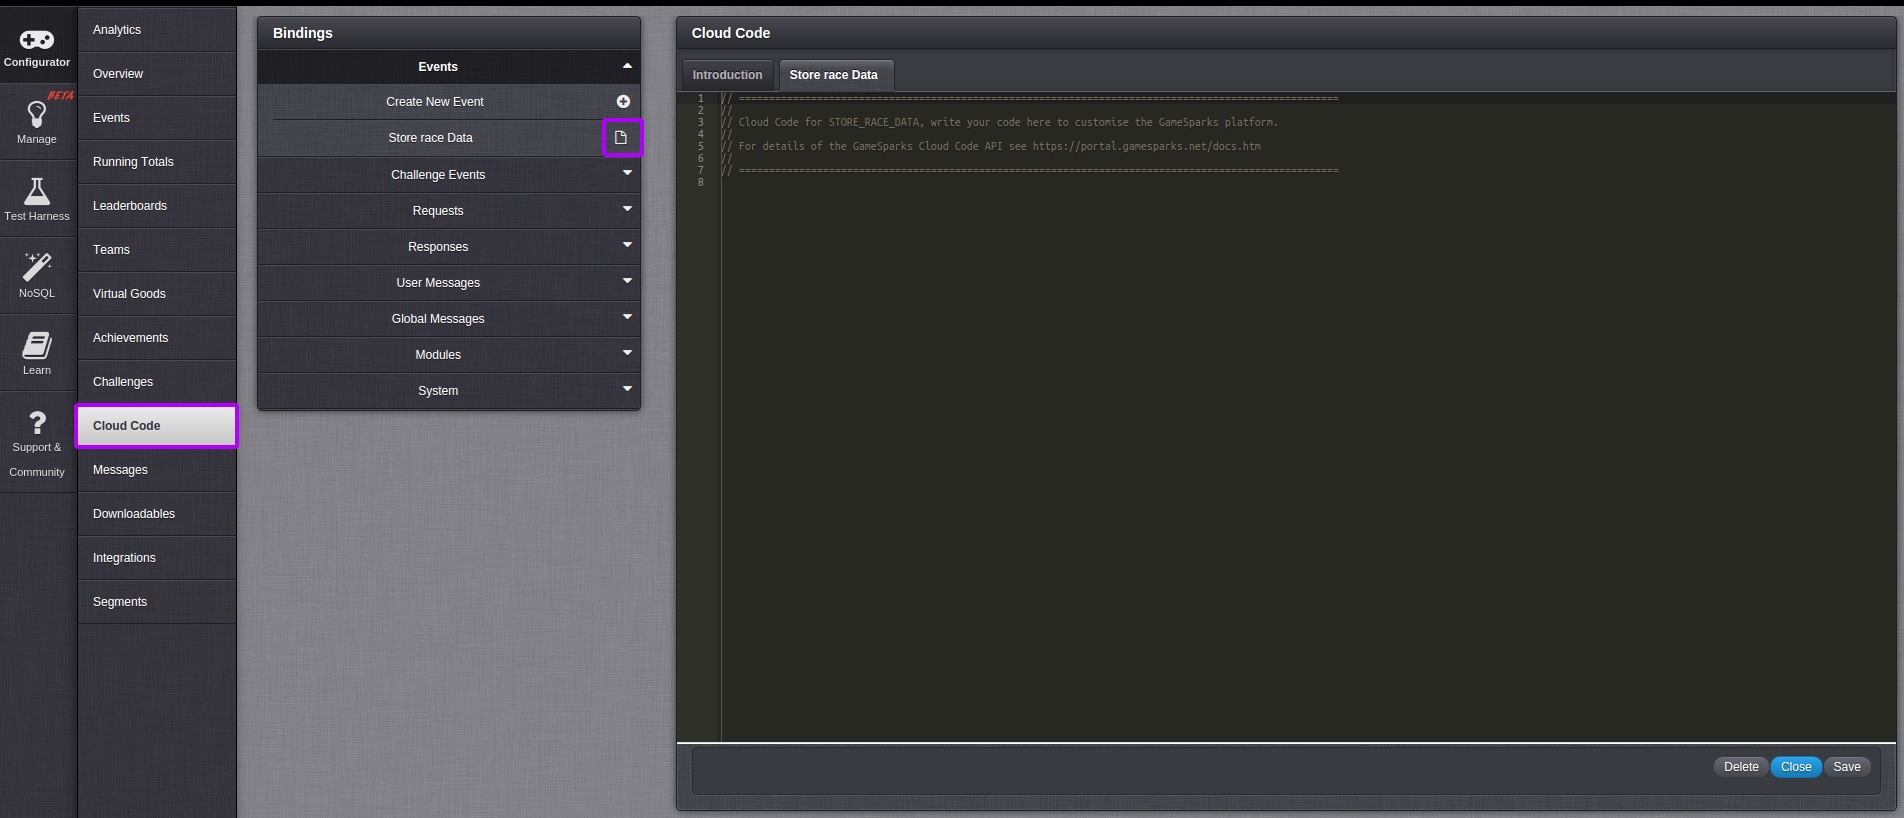 Configurator
BETA
Manage
Test Harness
NoSQL
Learn
Support &
Community
Analytics
Overview
Events
Running Totals
Leaderboards
Teams
Virtual Goods
Achievements
Challenges
Cloud Code
Messages
Downloadables
Integrations
Segments
Bindings
Events
Create New Event
Store race Data
Challenge Events
Requests
Responses
User Messages
Global Messages
Modules
System
Cloud Code
Introduction Store race Data
1 // ====================================================================================================
2 //
3 // Cloud Code for STORE_RACE_DATA, write your code here to customise the GameSparks platform.
4 //
5 // For details of the GameSparks Cloud Code API see https://portal.gamesparks.net/docs.htm
6 //
7 // ====================================================================================================
8
Delete Close Save